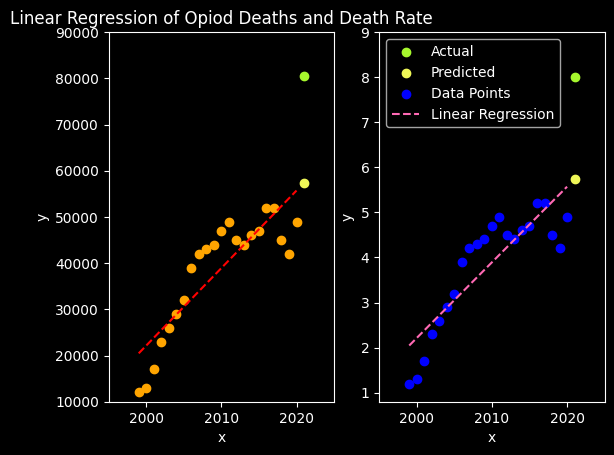 Linear Regression of Opiod Deaths and Death Rate
90000
80000
70000
60000
50000
40000
30000
20000
10000
y
2000 2010 2020
x
9
8
7
6
5
4
3
2
1
y
2000 2010 2020
x
Actual
Predicted
Data Points
Linear Regression